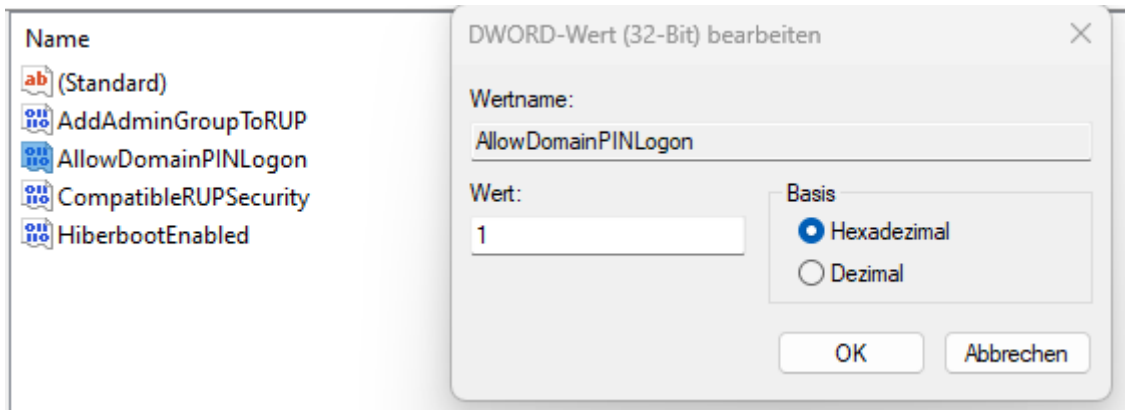 Name
(Standard)
AddAdminGroupToRUP
AllowDomainPINLogon
CompatibleRUPSecurity
HiberbootEnabled
DWORD-Wert (32-Bit) bearbeiten
Wertname:
AllowDomainPINLogon
Wert:
1
Basis
Hexadezimal
Dezimal
OK
Abbrechen